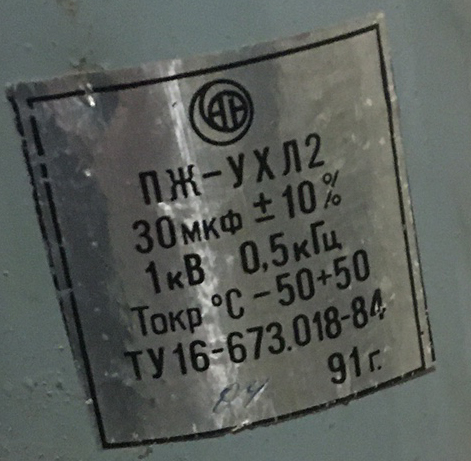 ПЖ-УХЛ2
30мкф ± 10%
1кВ 0,5кГц
Токр °С -50+50
ТУ16-673.018-84
91г.